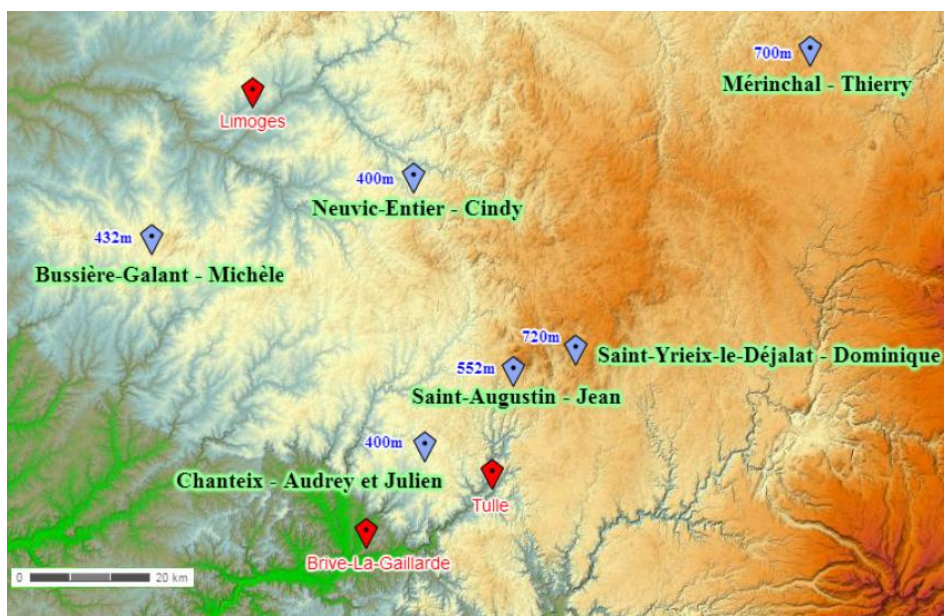 700m
Mérinchal - Thierry
Limoges
400m
Neuvic-Entier - Cindy
432m
Bussière-Galant - Michèle
720m
Saint-Yrieix-le-Déjalat - Dominique
552m
Saint-Augustin - Jean
400m
Chanteix - Audrey et Julien
Tulle
Brive-La-Gaillarde
0 20 km